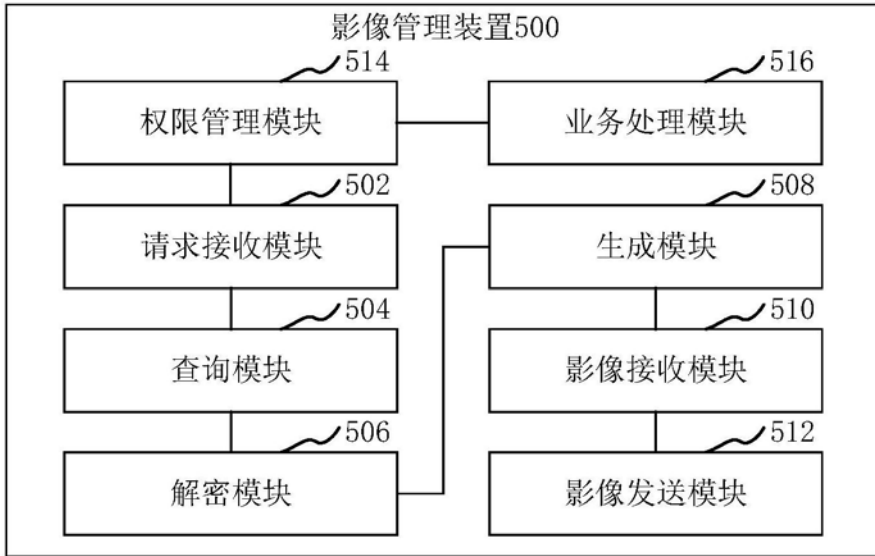 影像管理装置500
514
权限管理模块
516
业务处理模块
502
请求接收模块
508
生成模块
504
查询模块
510
影像接收模块
506
解密模块
512
影像发送模块